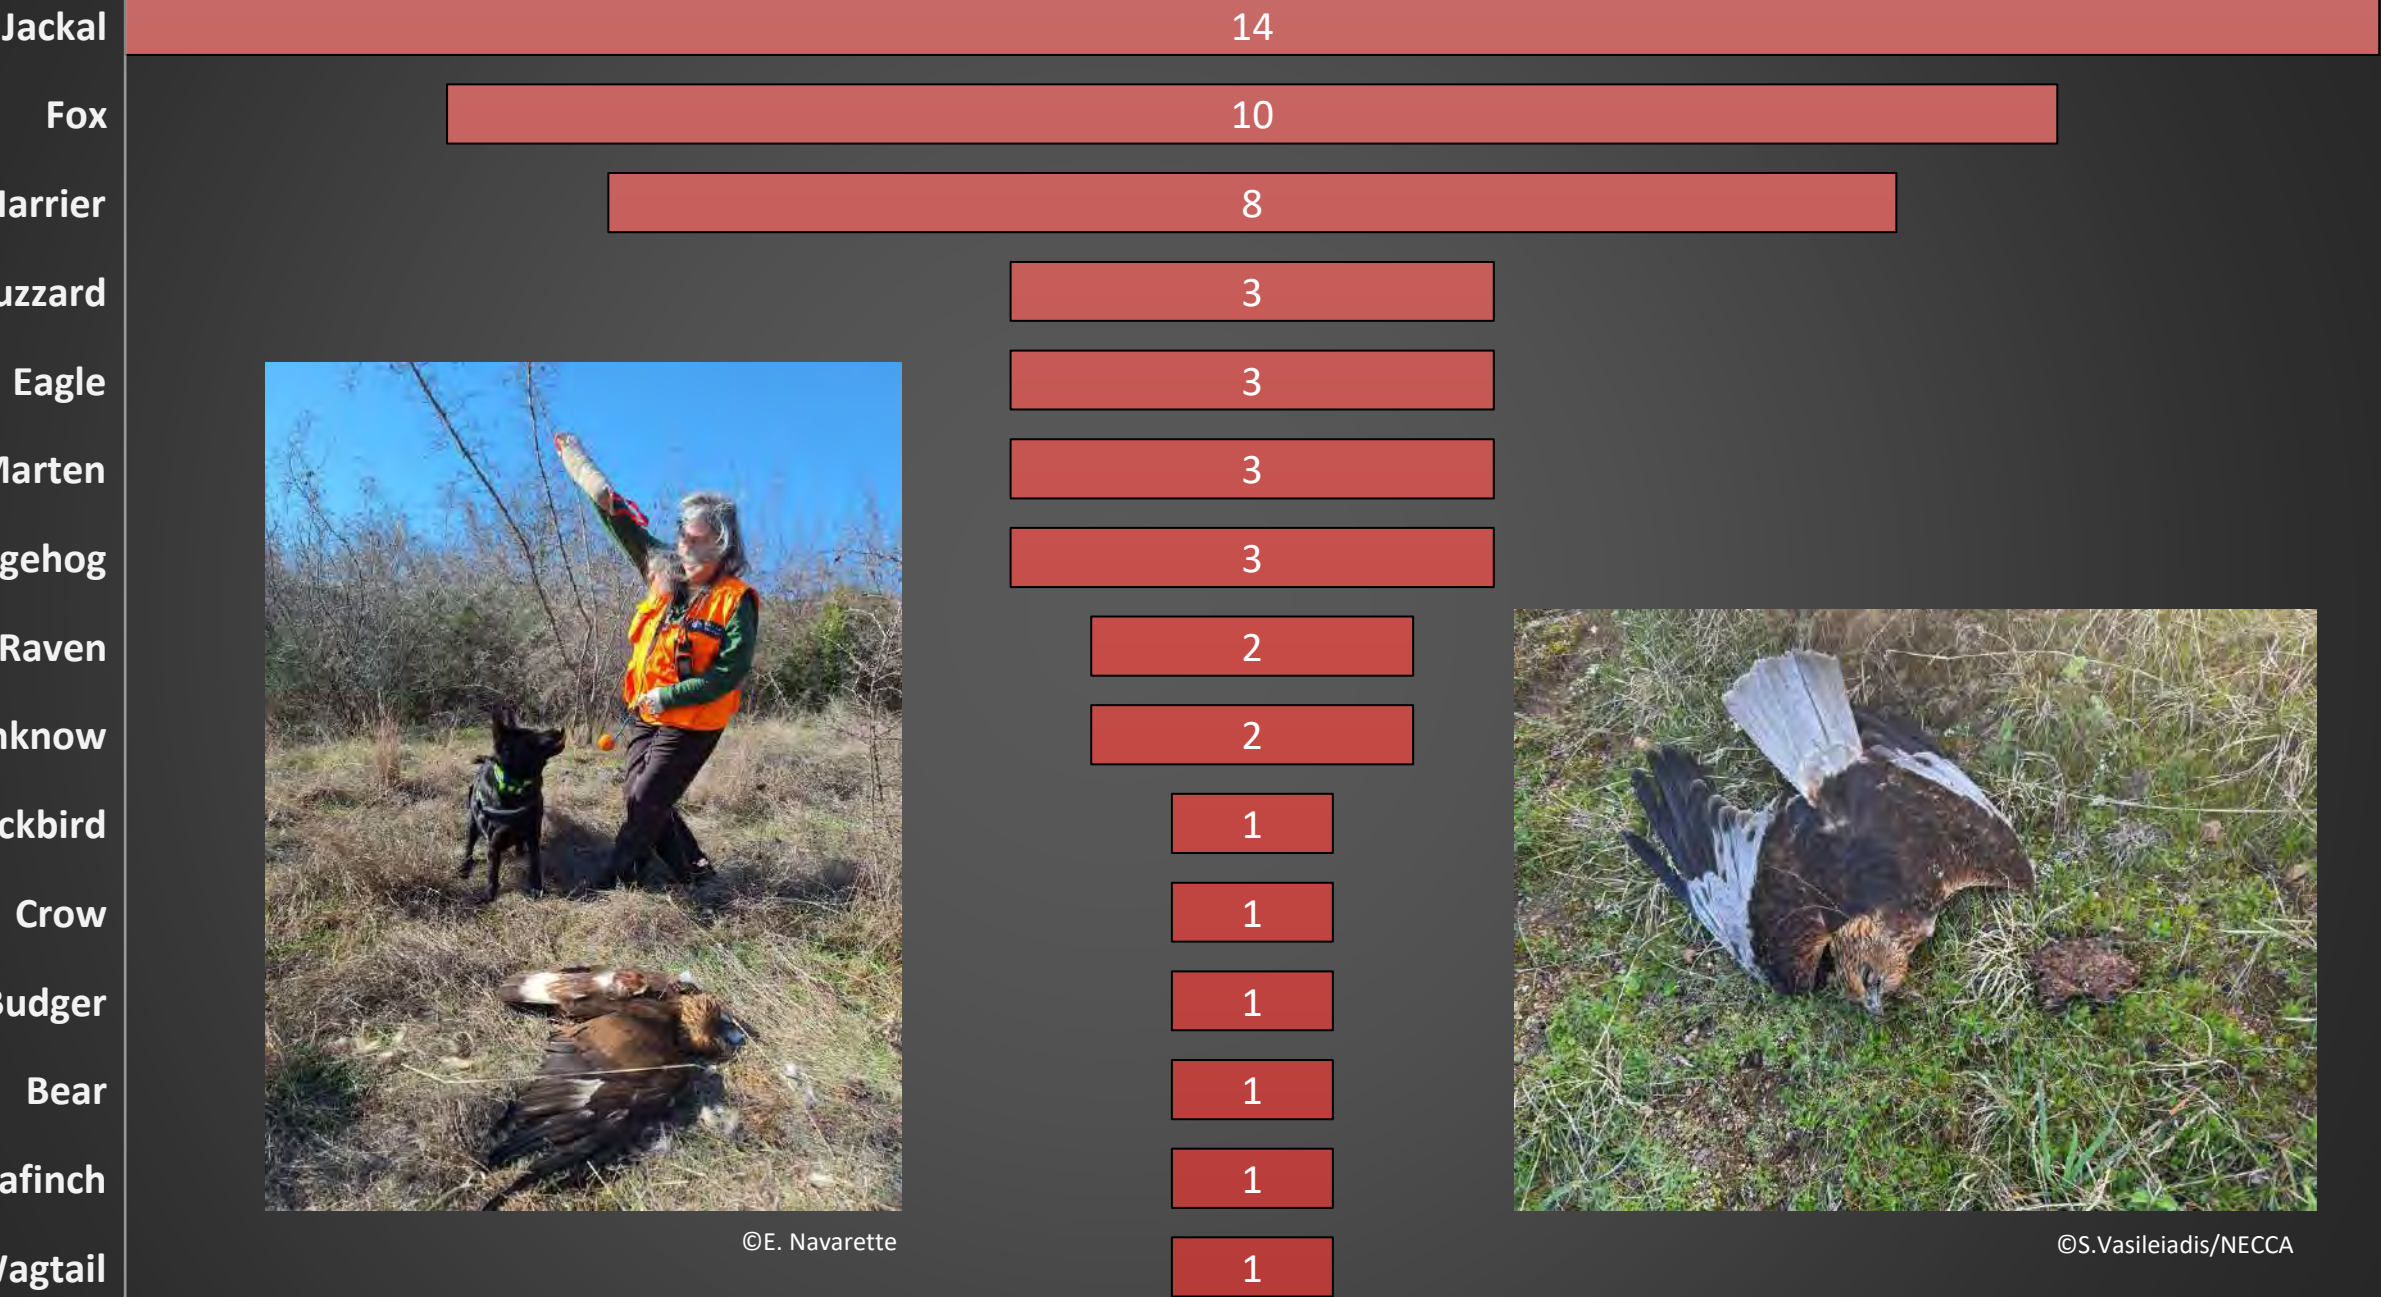 Jackal 14
Fox 10
arrier 8
uzzard 3
Eagle 3
arten 3
gehog 3
Raven 2
nknow 2
ckbird 1
Crow 1
udger 1
Bear 1
afinch 1
agtail 1
©E. Navarette
©S.Vasileiadis/NECCA